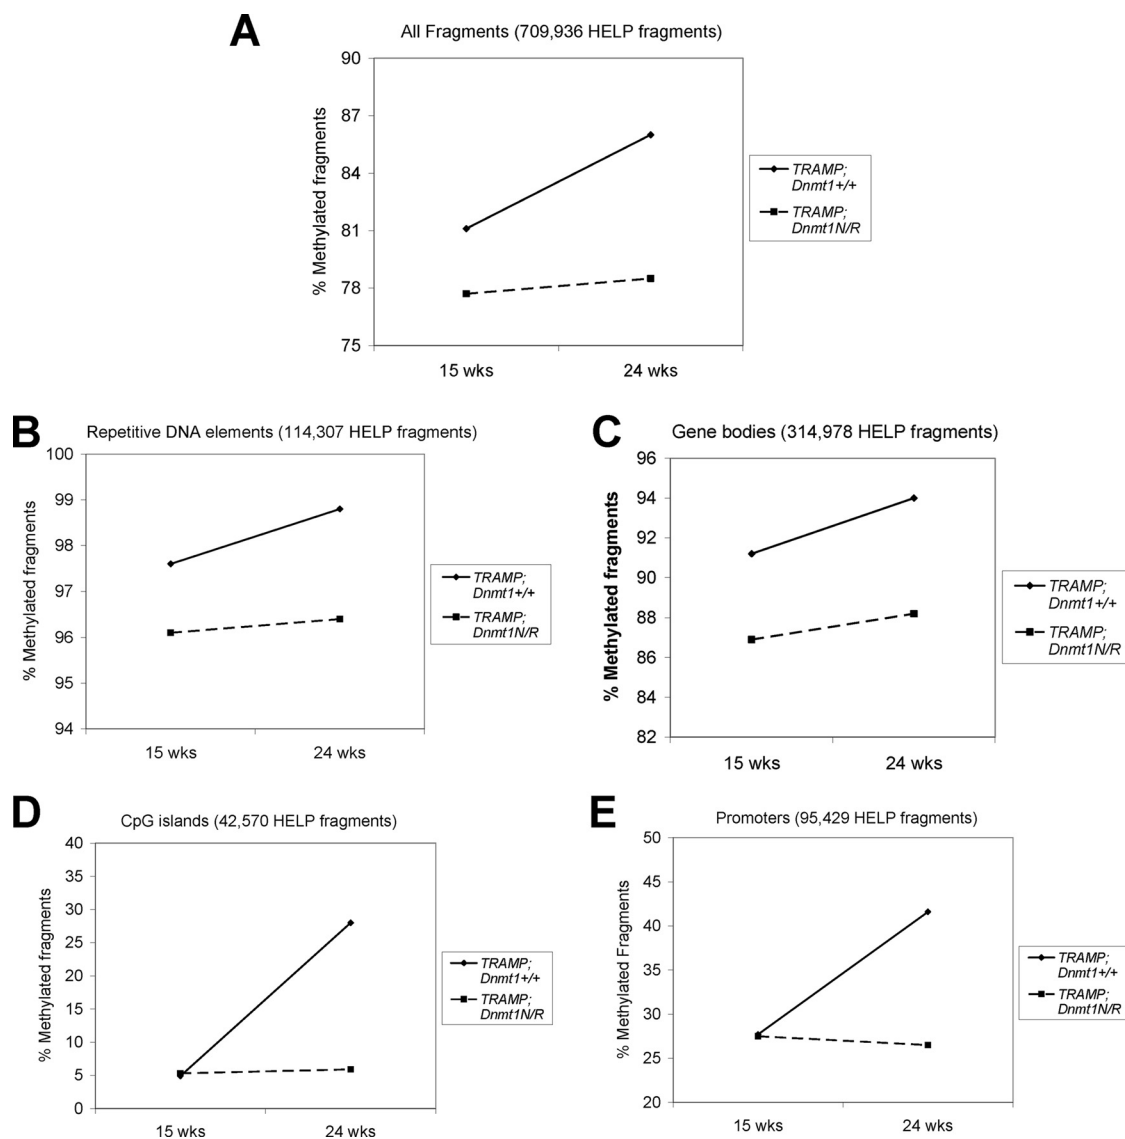 A
All Fragments (709,936 HELP fragments)
% Methylated fragments
90
87
84
81
78
75
15 wks
24 wks
TRAMP;
Dnmt1+/+
TRAMP;
Dnmt1N/R
B
Repetitive DNA elements (114,307 HELP fragments)
% Methylated fragments
100
99
98
97
96
95
94
15 wks
24 wks
TRAMP;
Dnmt1+/+
TRAMP;
Dnmt1N/R
C
Gene bodies (314,978 HELP fragments)
% Methylated fragments
96
94
92
90
88
86
84
82
15 wks
24 wks
TRAMP;
Dnmt1+/+
TRAMP;
Dnmt1N/R
D
CpG islands (42,570 HELP fragments)
% Methylated fragments
40
35
30
25
20
15
10
5
0
15 wks
24 wks
TRAMP;
Dnmt1+/+
TRAMP;
Dnmt1N/R
E
Promoters (95,429 HELP fragments)
% Methylated Fragments
50
45
40
35
30
25
20
15 wks
24 wks
TRAMP;
Dnmt1+/+
TRAMP;
Dnmt1N/R